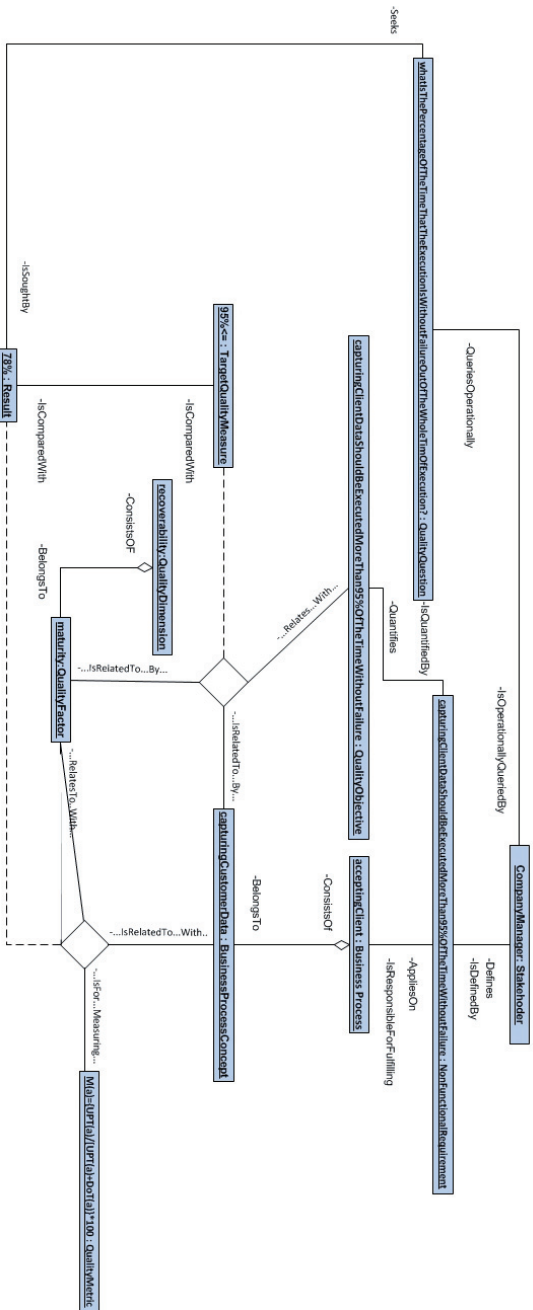 CompanyManager: Stakehoder
-IsOperationallyQueriedBy
-Defines
-IsDefinedBy
-Seeks
whatIsThePercentageOfTheTimeThatTheExecutionIsWithoutFailureOutOfTheWholeTimOfExecution? : QualityQuestion
-QueriesOperationally
-IsQuantifiedBy
capturingClientDataShouldBeExecutedMoreThan95%OfTheTimeWithoutFailure : NonFunctionalRequirement
-Quantifies
-AppliesOn
-IsResponsibleForFulfilling
capturingClientDataShouldBeExecutedMoreThan95%OfTheTimeWithoutFailure : QualityObjective
acceptingClient : Business Process
-ConsistsOf
-...Relates...With...
-BelongsTo
95%<= : TargetQualityMeasure
-IsComparedWith
-...IsRelatedTo...By...
capturingCustomerData : BusinessProcessConcept
recoverability:QualityDimension
-ConsistsOF
-...IsRelatedTo...By...
-...IsRelatedTo...With..
-BelongsTo
maturity:QualityFactor
-...RelatesTo..With...
-...IsFor...Measuring...
M(a)=(UPT(a)/[UPT(a)+DoT(a)])*100 : QualityMetric
-IsSoughtBy
-IsComparedWith
78% : Result